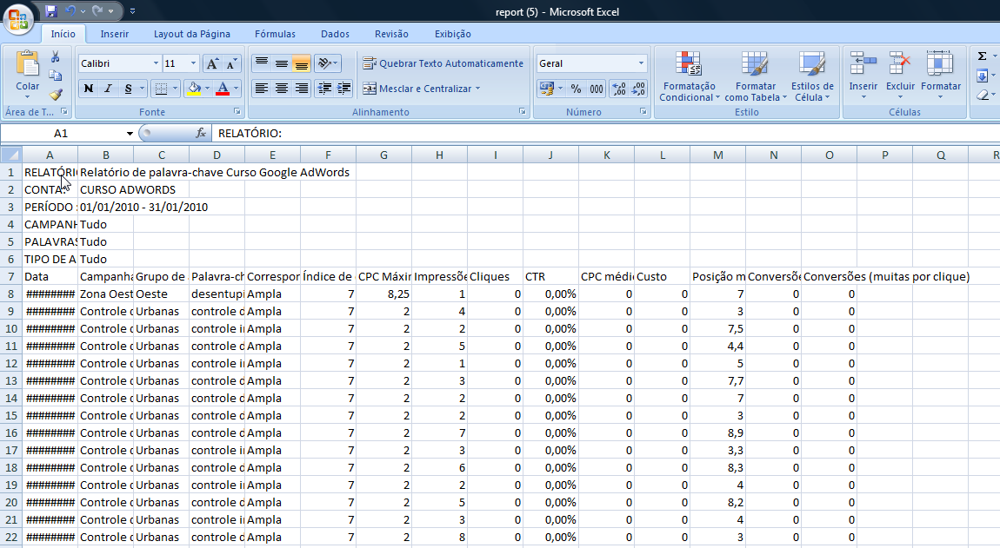 report (5) - Microsoft Excel
Início Inserir Layout da Página Fórmulas Dados Revisão Exibição
Colar
Calibri 11
N I S
Quebrar Texto Automaticamente
Mesclar e Centralizar
Geral
% 000
Formatação Condicional
Formatar como Tabela
Estilos de Célula
Inserir Excluir Formatar
Σ
Área de T... Fonte Alinhamento Número Estilo Células
A1 fx RELATÓRIO:
A B C D E F G H I J K L M N O P Q R
1 RELATÓRI Relatório de palavra-chave Curso Google AdWords
2 CONTA: CURSO ADWORDS
3 PERÍODO 01/01/2010 - 31/01/2010
4 CAMPANH Tudo
5 PALAVRAS Tudo
6 TIPO DE A Tudo
7 Data Campanha Grupo de Palavra-ch Correspon Índice de CPC Máxim Impressõe Cliques CTR CPC médi Custo Posição m Conversõe Conversões (muitas por clique)
8 ######## Zona Oest Oeste desentupi Ampla 7 8,25 1 0 0,00% 0 0 7 0 0
9 ######## Controle d Urbanas controle d Ampla 7 2 4 0 0,00% 0 0 3 0 0
10 ######## Controle d Urbanas controle in Ampla 7 2 2 0 0,00% 0 0 7,5 0 0
11 ######## Controle d Urbanas controle in Ampla 7 2 5 0 0,00% 0 0 4,4 0 0
12 ######## Controle d Urbanas controle in Ampla 7 2 1 0 0,00% 0 0 5 0 0
13 ######## Controle d Urbanas controle d Ampla 7 2 3 0 0,00% 0 0 7,7 0 0
14 ######## Controle d Urbanas controle d Ampla 7 2 2 0 0,00% 0 0 7 0 0
15 ######## Controle d Urbanas controle in Ampla 7 2 2 0 0,00% 0 0 3 0 0
16 ######## Controle d Urbanas controle in Ampla 7 2 7 0 0,00% 0 0 8,9 0 0
17 ######## Controle d Urbanas controle in Ampla 7 2 3 0 0,00% 0 0 3,3 0 0
18 ######## Controle d Urbanas controle d Ampla 7 2 6 0 0,00% 0 0 8,3 0 0
19 ######## Controle d Urbanas controle in Ampla 7 2 2 0 0,00% 0 0 4 0 0
20 ######## Controle d Urbanas controle d Ampla 7 2 5 0 0,00% 0 0 8,2 0 0
21 ######## Controle d Urbanas controle in Ampla 7 2 3 0 0,00% 0 0 4 0 0
22 ######## Controle d Urbanas controle in Ampla 7 2 8 0 0,00% 0 0 3 0 0